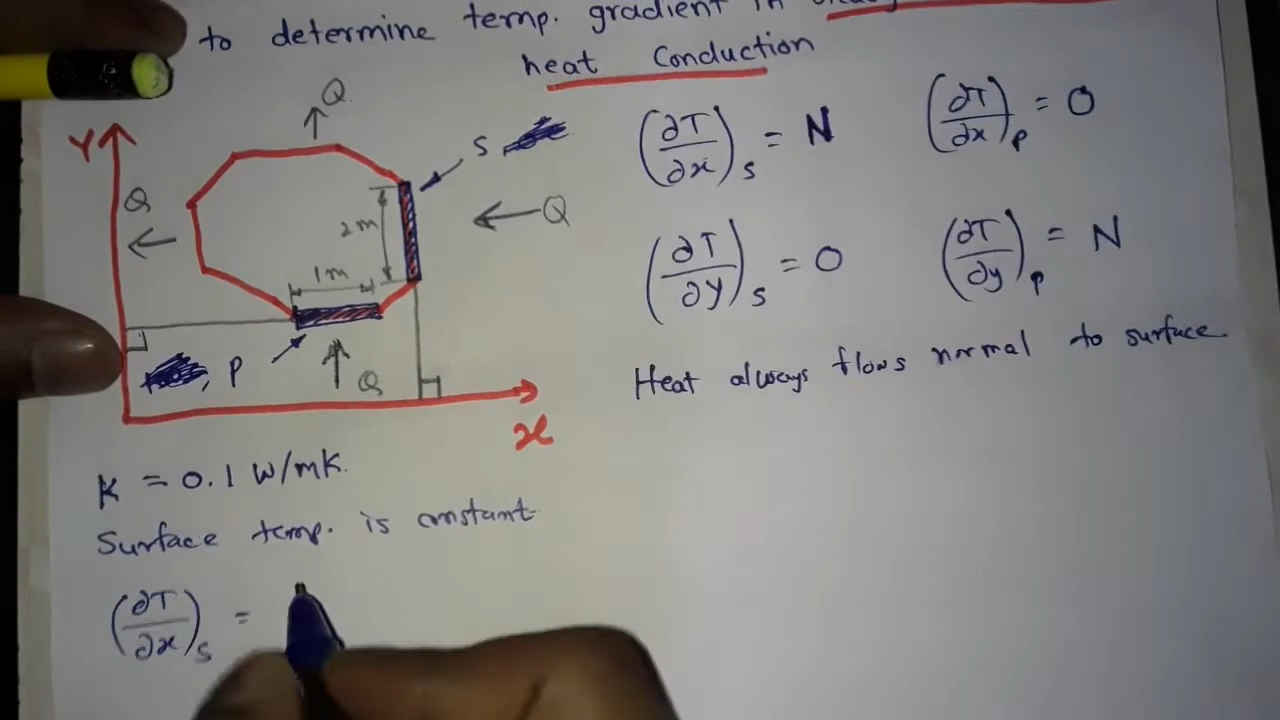 to determine temp. gradient in
heat Conduction
Y
Q
S
Q
2m
Q
1m
P
Q
x
(∂T/∂x)s = N
(∂T/∂x)p = 0
(∂T/∂y)s = 0
(∂T/∂y)p = N
Heat always flows normal to surface.
K = 0.1 W/mK.
Surface temp. is constant
(∂T/∂x)s =